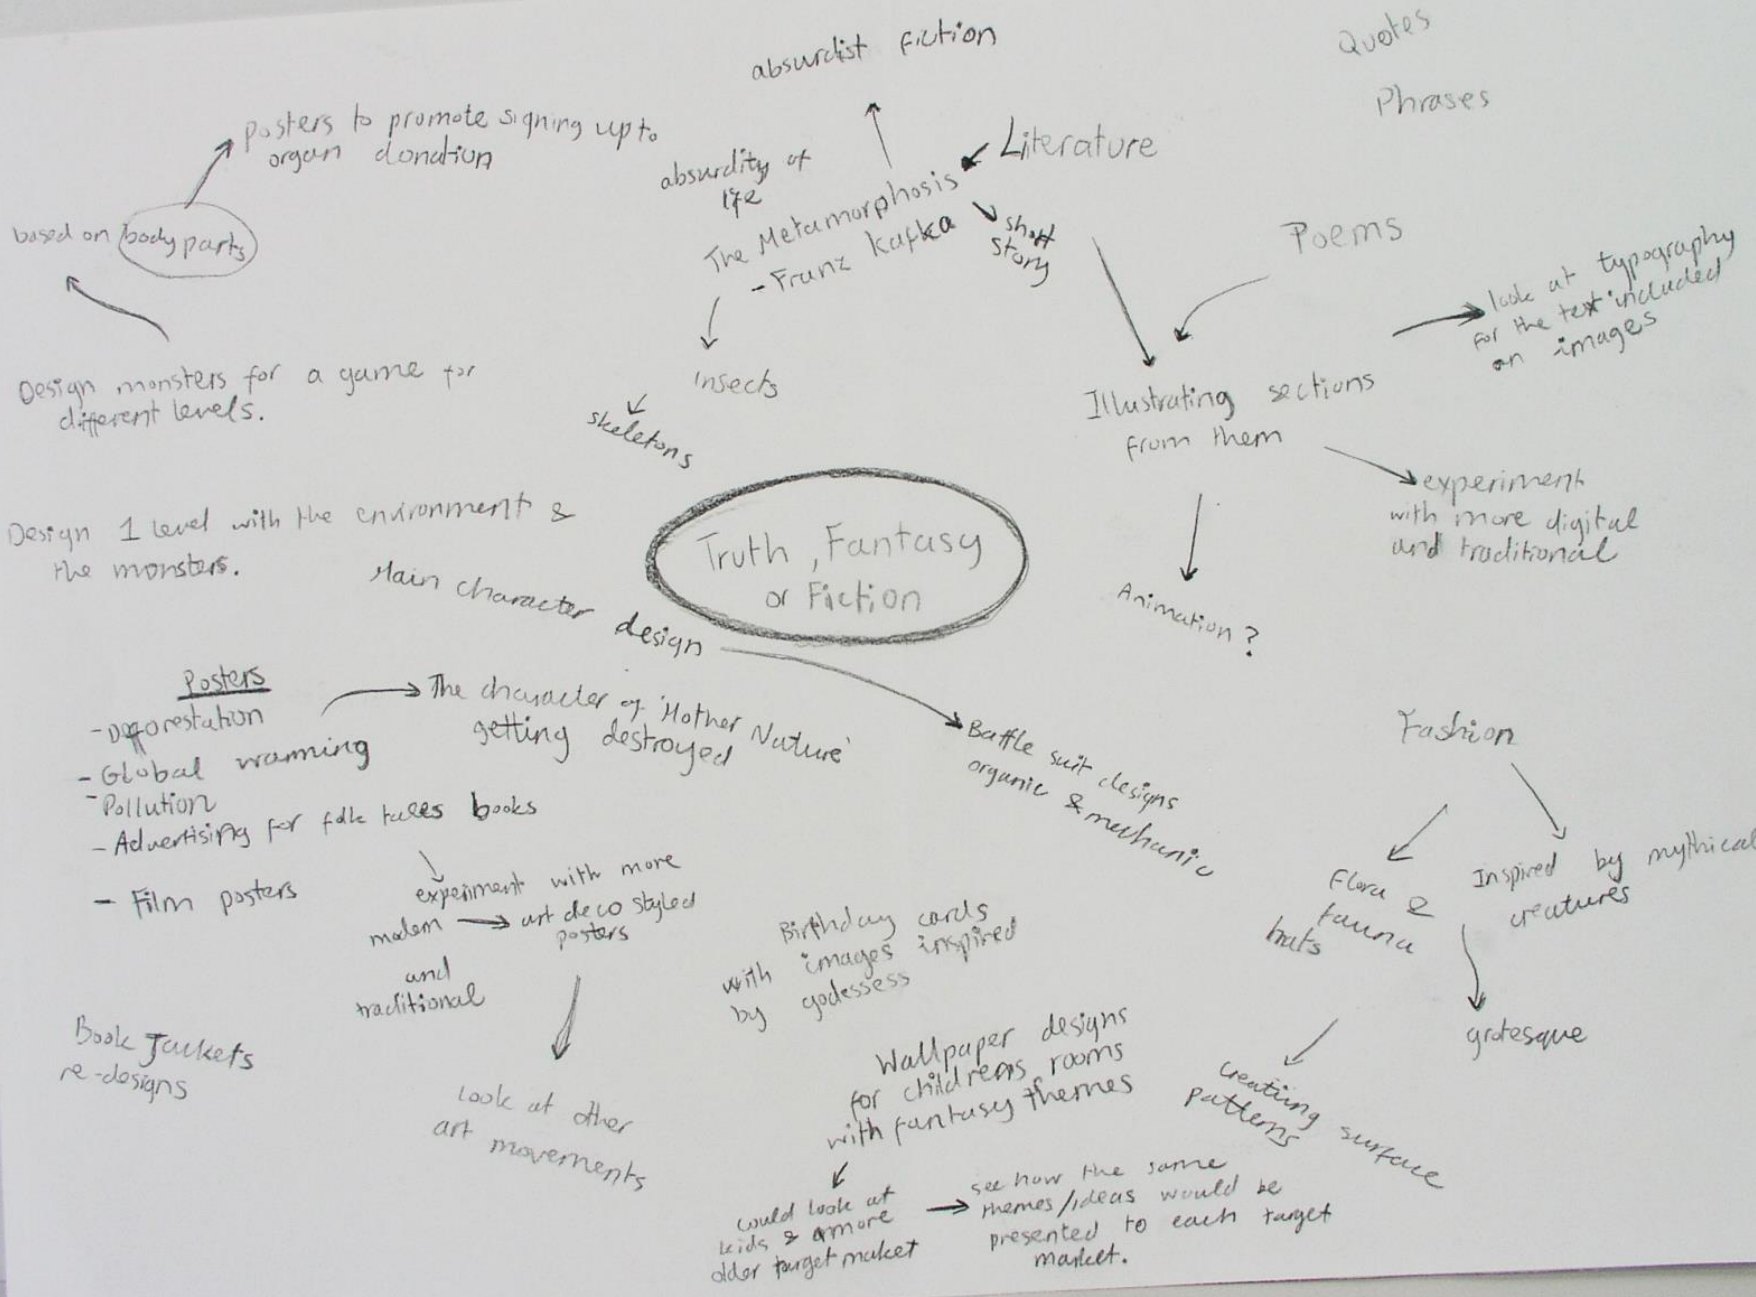 absurdist fiction
Quotes
Phrases
posters to promote signing up to
organ donation
Literature
absurdity of
life
The Metamorphosis
- Franz Kafka
short
story
based on body parts
Poems
look at typography
for the text included
on images
Design monsters for a game for
different levels.
insects
skeletons
Illustrating sections
from them
experiment
with more digital
and traditional
Animation?
Truth, Fantasy
or Fiction
Design 1 level with the environment &
the monsters.
Main character design
Battle suit designs
organic & mechanic
Posters
- Defforestation
- Global warming
- Pollution
- Advertising for folk tales books
- Film posters
The character of 'Mother Nature'
getting destroyed
experiment with more
modern
art deco styled
posters
and
traditional
Look at other
art movements
Book Jackets
re-designs
Birthday cards
with images inspired
by godessess
Fashion
Flora &
fauna
hats
Inspired by mythical
creatures
grotesque
creating surface
patterns
Wallpaper designs
for childrens rooms
with fantasy themes
could look at
kids & a more
older target market
see how the same
themes/ideas would be
presented to each target
market.